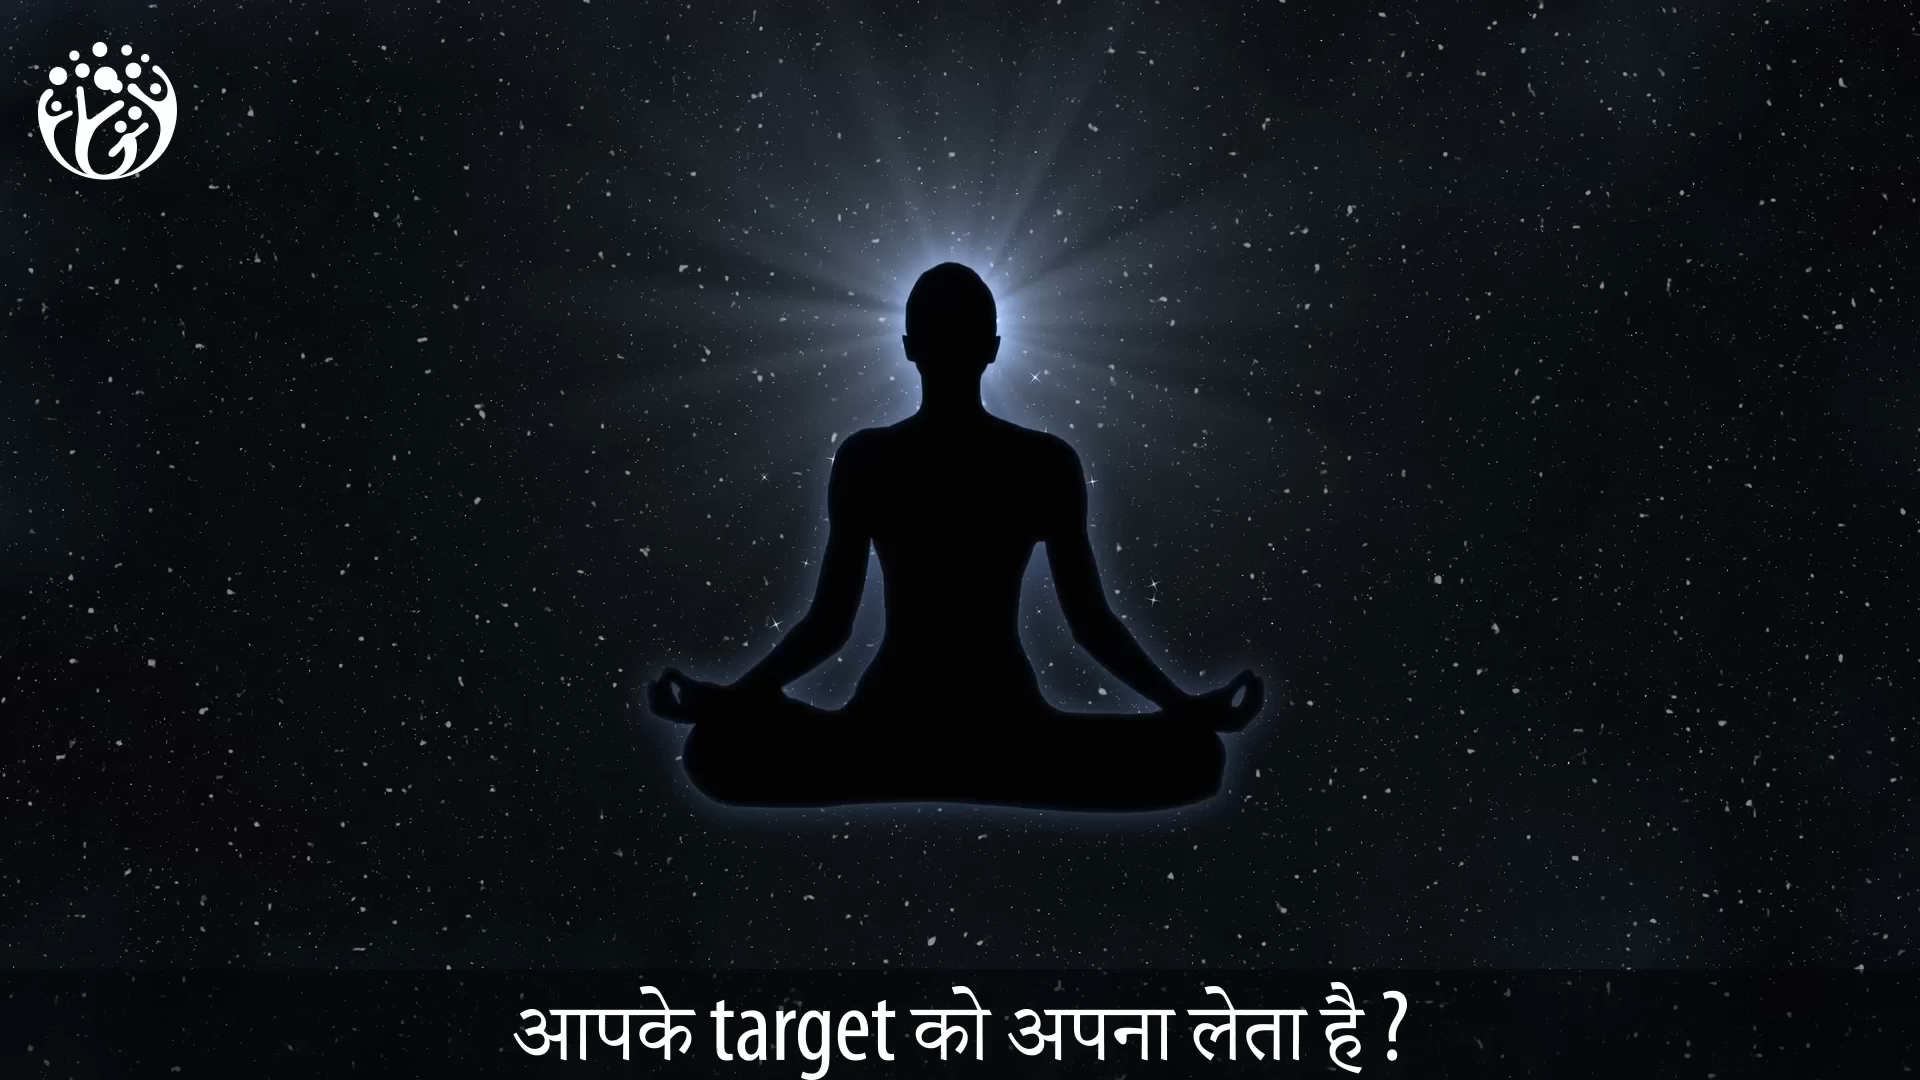 आपके target को अपना लेता है ?